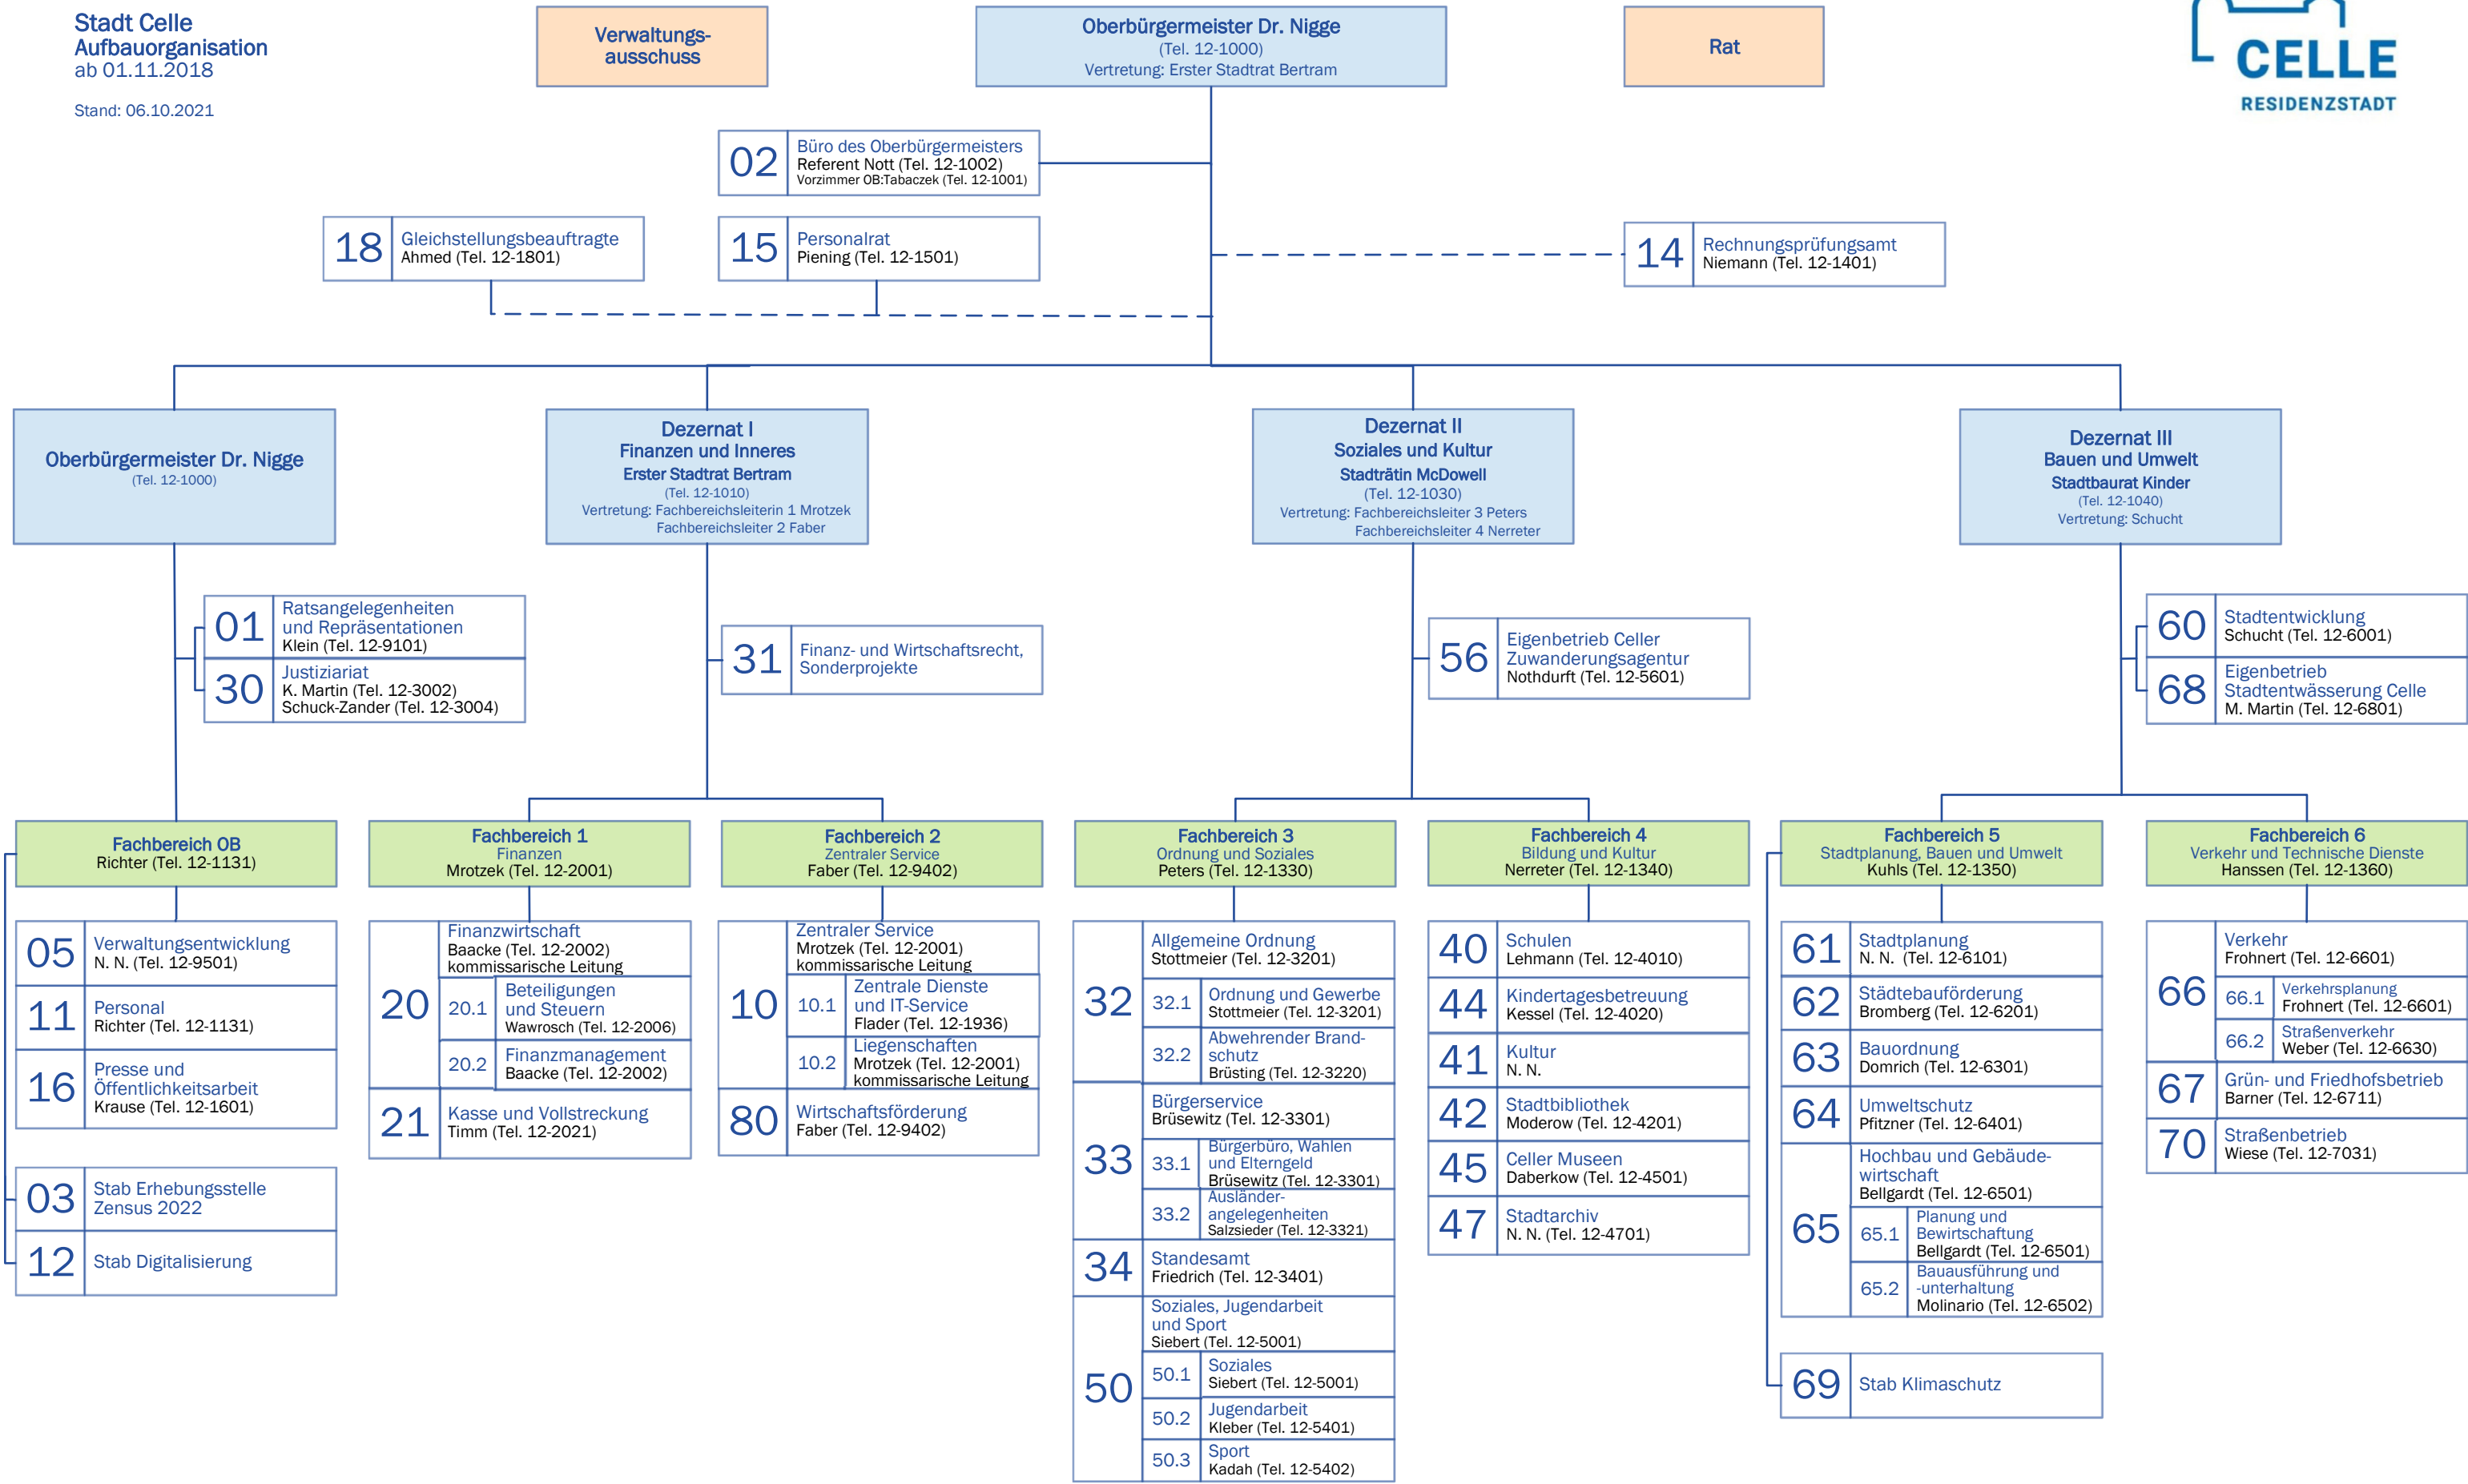 Stadt Celle
Aufbauorganisation
ab 01.11.2018
Stand: 06.10.2021
Verwaltungs-
ausschuss
Oberbürgermeister Dr. Nigge
(Tel. 12-1000)
Vertretung: Erster Stadtrat Bertram
Rat
CELLE
RESIDENZSTADT
02
Büro des Oberbürgermeisters
Referent Nott (Tel. 12-1002)
Vorzimmer OB:Tabaczek (Tel. 12-1001)
18
Gleichstellungsbeauftragte
Ahmed (Tel. 12-1801)
15
Personalrat
Piening (Tel. 12-1501)
14
Rechnungsprüfungsamt
Niemann (Tel. 12-1401)
Oberbürgermeister Dr. Nigge
(Tel. 12-1000)
Dezernat I
Finanzen und Inneres
Erster Stadtrat Bertram
(Tel. 12-1010)
Vertretung: Fachbereichsleiterin 1 Mrotzek
Fachbereichsleiter 2 Faber
Dezernat II
Soziales und Kultur
Stadträtin McDowell
(Tel. 12-1030)
Vertretung: Fachbereichsleiter 3 Peters
Fachbereichsleiter 4 Nerreter
Dezernat III
Bauen und Umwelt
Stadtbaurat Kinder
(Tel. 12-1040)
Vertretung: Schucht
01
Ratsangelegenheiten
und Repräsentationen
Klein (Tel. 12-9101)
30
Justiziariat
K. Martin (Tel. 12-3002)
Schuck-Zander (Tel. 12-3004)
31
Finanz- und Wirtschaftsrecht,
Sonderprojekte
56
Eigenbetrieb Celler
Zuwanderungsagentur
Nothdurft (Tel. 12-5601)
60
Stadtentwicklung
Schucht (Tel. 12-6001)
68
Eigenbetrieb
Stadtentwässerung Celle
M. Martin (Tel. 12-6801)
Fachbereich OB
Richter (Tel. 12-1131)
05
Verwaltungsentwicklung
N. N. (Tel. 12-9501)
11
Personal
Richter (Tel. 12-1131)
16
Presse und
Öffentlichkeitsarbeit
Krause (Tel. 12-1601)
03
Stab Erhebungsstelle
Zensus 2022
12
Stab Digitalisierung
Fachbereich 1
Finanzen
Mrotzek (Tel. 12-2001)
20
Finanzwirtschaft
Baacke (Tel. 12-2002)
kommissarische Leitung
20.1
Beteiligungen
und Steuern
Wawrosch (Tel. 12-2006)
20.2
Finanzmanagement
Baacke (Tel. 12-2002)
21
Kasse und Vollstreckung
Timm (Tel. 12-2021)
Fachbereich 2
Zentraler Service
Faber (Tel. 12-9402)
10
Zentraler Service
Mrotzek (Tel. 12-2001)
kommissarische Leitung
10.1
Zentrale Dienste
und IT-Service
Flader (Tel. 12-1936)
10.2
Liegenschaften
Mrotzek (Tel. 12-2001)
kommissarische Leitung
80
Wirtschaftsförderung
Faber (Tel. 12-9402)
Fachbereich 3
Ordnung und Soziales
Peters (Tel. 12-1330)
32
Allgemeine Ordnung
Stottmeier (Tel. 12-3201)
32.1
Ordnung und Gewerbe
Stottmeier (Tel. 12-3201)
32.2
Abwehrender Brand-
schutz
Brüsting (Tel. 12-3220)
33
Bürgerservice
Brüsewitz (Tel. 12-3301)
33.1
Bürgerbüro, Wahlen
und Elterngeld
Brüsewitz (Tel. 12-3301)
33.2
Ausländer-
angelegenheiten
Salzsieder (Tel. 12-3321)
34
Standesamt
Friedrich (Tel. 12-3401)
50
Soziales, Jugendarbeit
und Sport
Siebert (Tel. 12-5001)
50.1
Soziales
Siebert (Tel. 12-5001)
50.2
Jugendarbeit
Kleber (Tel. 12-5401)
50.3
Sport
Kadah (Tel. 12-5402)
Fachbereich 4
Bildung und Kultur
Nerreter (Tel. 12-1340)
40
Schulen
Lehmann (Tel. 12-4010)
44
Kindertagesbetreuung
Kessel (Tel. 12-4020)
41
Kultur
N. N.
42
Stadtbibliothek
Moderow (Tel. 12-4201)
45
Celler Museen
Daberkow (Tel. 12-4501)
47
Stadtarchiv
N. N. (Tel. 12-4701)
Fachbereich 5
Stadtplanung, Bauen und Umwelt
Kuhls (Tel. 12-1350)
61
Stadtplanung
N. N. (Tel. 12-6101)
62
Städtebauförderung
Bromberg (Tel. 12-6201)
63
Bauordnung
Domrich (Tel. 12-6301)
64
Umweltschutz
Pfitzner (Tel. 12-6401)
65
Hochbau und Gebäude-
wirtschaft
Bellgardt (Tel. 12-6501)
65.1
Planung und
Bewirtschaftung
Bellgardt (Tel. 12-6501)
65.2
Bauausführung und
-unterhaltung
Molinario (Tel. 12-6502)
69
Stab Klimaschutz
Fachbereich 6
Verkehr und Technische Dienste
Hanssen (Tel. 12-1360)
66
Verkehr
Frohnert (Tel. 12-6601)
66.1
Verkehrsplanung
Frohnert (Tel. 12-6601)
66.2
Straßenverkehr
Weber (Tel. 12-6630)
67
Grün- und Friedhofsbetrieb
Barner (Tel. 12-6711)
70
Straßenbetrieb
Wiese (Tel. 12-7031)